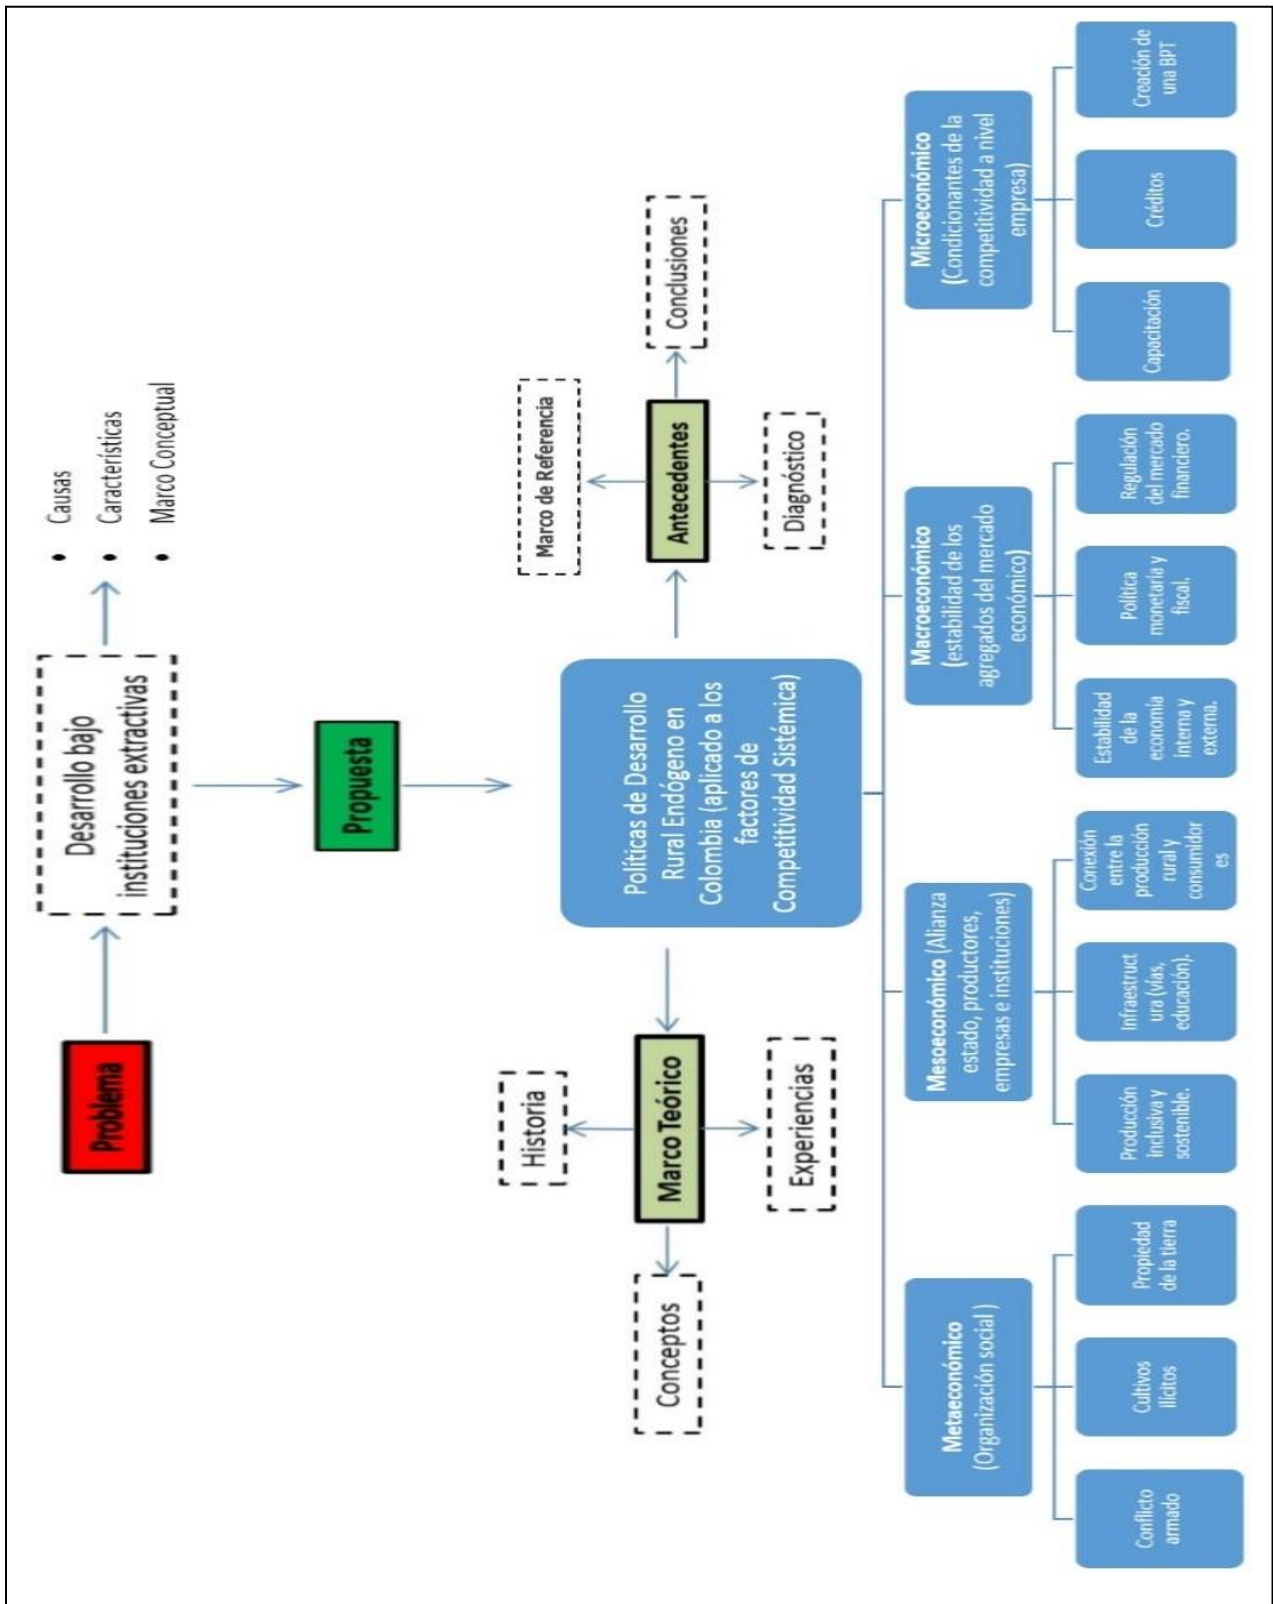 Problema
Desarrollo bajo
instituciones extractivas
• Causas
• Características
• Marco Conceptual
Propuesta
Políticas de Desarrollo
Rural Endógeno en
Colombia (aplicado a los
factores de
Competitividad Sistémica)
Marco Teórico
Historia
Conceptos
Experiencias
Antecedentes
Marco de Referencia
Conclusiones
Diagnóstico
Metaeconómico
(Organización social )
Conflicto
armado
Cultivos
ilícitos
Propiedad
de la tierra
Mesoeconómico (Alianza
estado, productores,
empresas e instituciones)
Producción
inclusiva y
sostenible.
Infraestruct
ura (vías,
educación).
Conexión
entre la
producción
rural y
consumidor
es
Macroeconómico
(estabilidad de los
agregados del mercado
económico)
Estabilidad
de la
economía
interna y
externa.
Política
monetaria y
fiscal.
Regulación
del mercado
financiero.
Microeconómico
(Condicionantes de la
competitividad a nivel
empresa)
Capacitación
Créditos
Creación de
una BPT